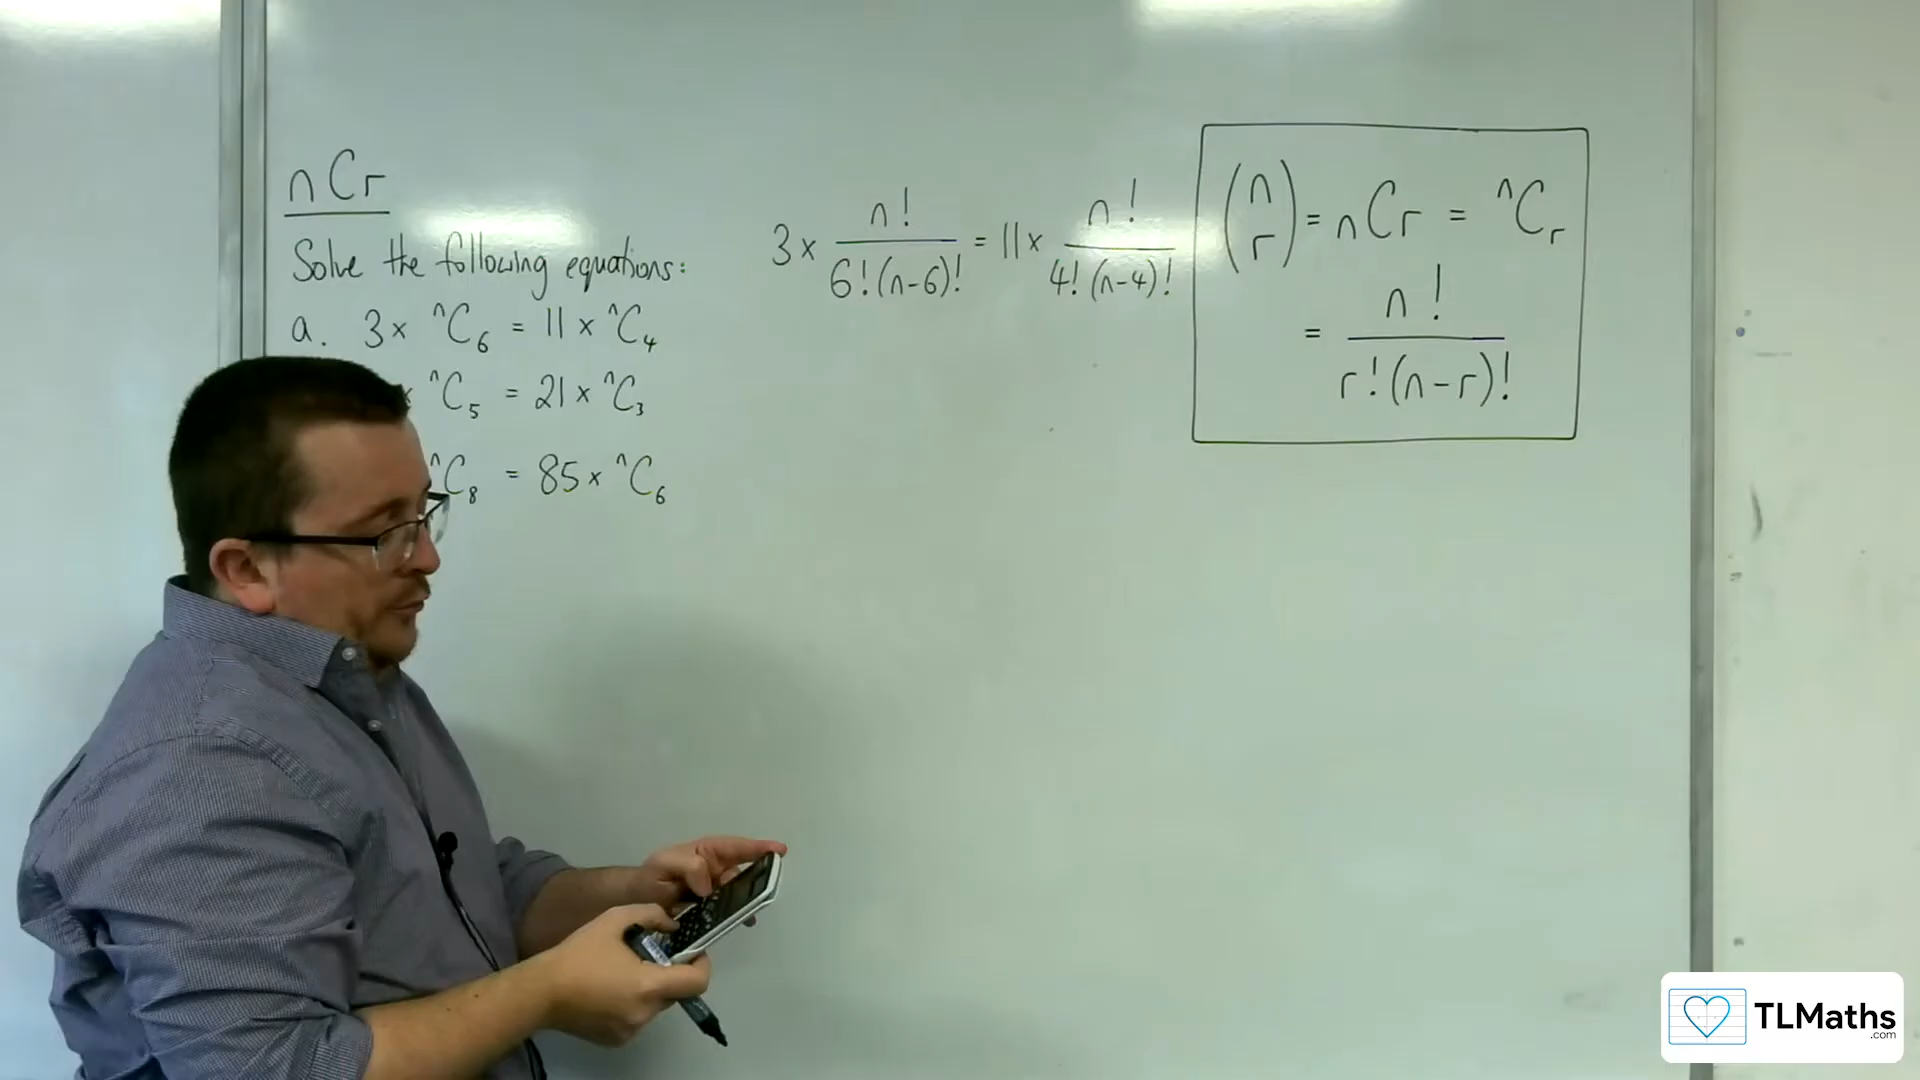 nCr
Solve the following equations:
a. 3 × ⁿC₆ = 11 × ⁿC₄
× ⁿC₅ = 21 × ⁿC₃
ⁿC₈ = 85 × ⁿC₆
3 × n!/(6!(n-6)!) = 11 × n!/(4!(n-4)!)
(n r) = nCr = ⁿCᵣ
= n!/(r!(n-r)!)
TLMaths
.com